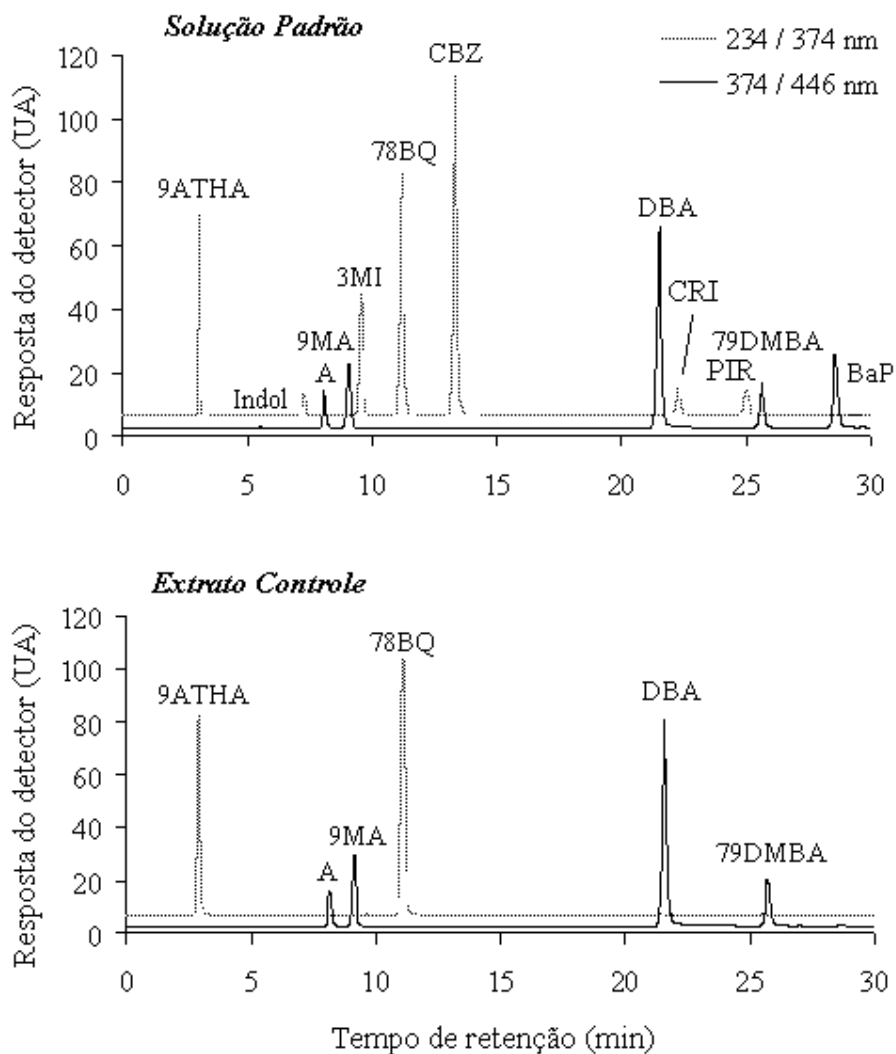 Solução Padrão
234 / 374 nm
374 / 446 nm
Resposta do detector (UA)
120
100
80
60
40
20
0
CBZ
78BQ
9ATHA
DBA
3MI
CRI
9MA
79DMBA
A
PIR
BaP
Indol
0 5 10 15 20 25 30
Extrato Controle
Resposta do detector (UA)
120
100
80
60
40
20
0
78BQ
9ATHA
DBA
9MA
79DMBA
A
0 5 10 15 20 25 30
Tempo de retenção (min)